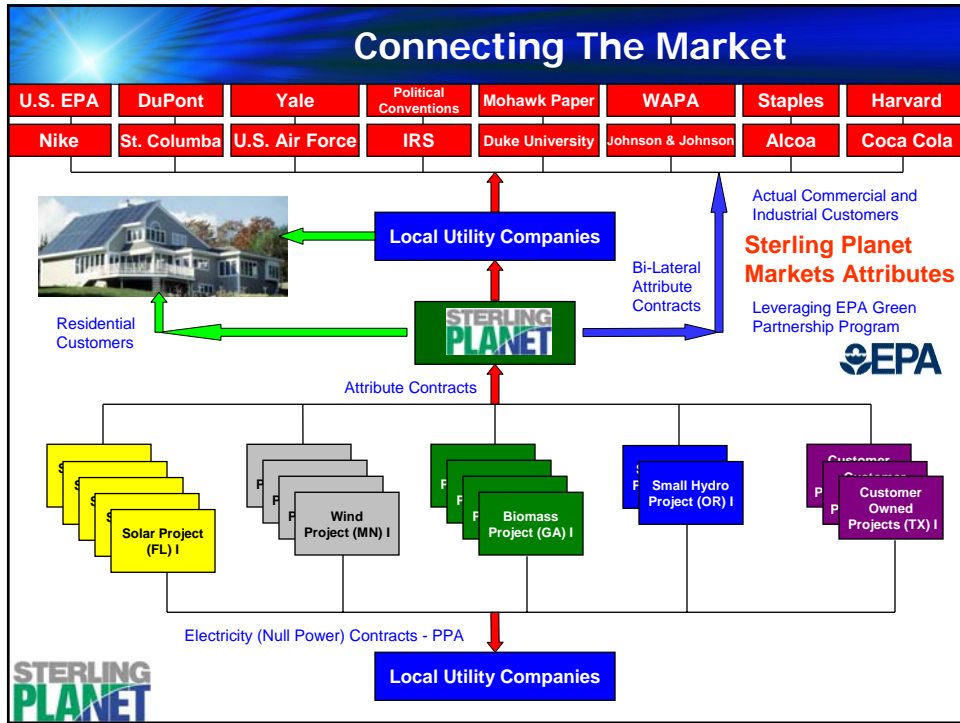 Connecting The Market
U.S. EPA
DuPont
Yale
Political
Conventions
Mohawk Paper
WAPA
Staples
Harvard
Nike
St. Columba
U.S. Air Force
IRS
Duke University
Johnson & Johnson
Alcoa
Coca Cola
Actual Commercial and
Industrial Customers
Local Utility Companies
Sterling Planet
Markets Attributes
Bi-Lateral
Attribute
Contracts
Leveraging EPA Green
Partnership Program
Residential
Customers
STERLING
PLANET
EPA
Attribute Contracts
S
S
S
S
Solar Project
(FL) I
P
P
P
Wind
Project (MN) I
P
P
P
Biomass
Project (GA) I
S
P
Small Hydro
Project (OR) I
Customer
P
Customer
P
Customer
Owned
Projects (TX) I
Electricity (Null Power) Contracts - PPA
Local Utility Companies
STERLING
PLANET